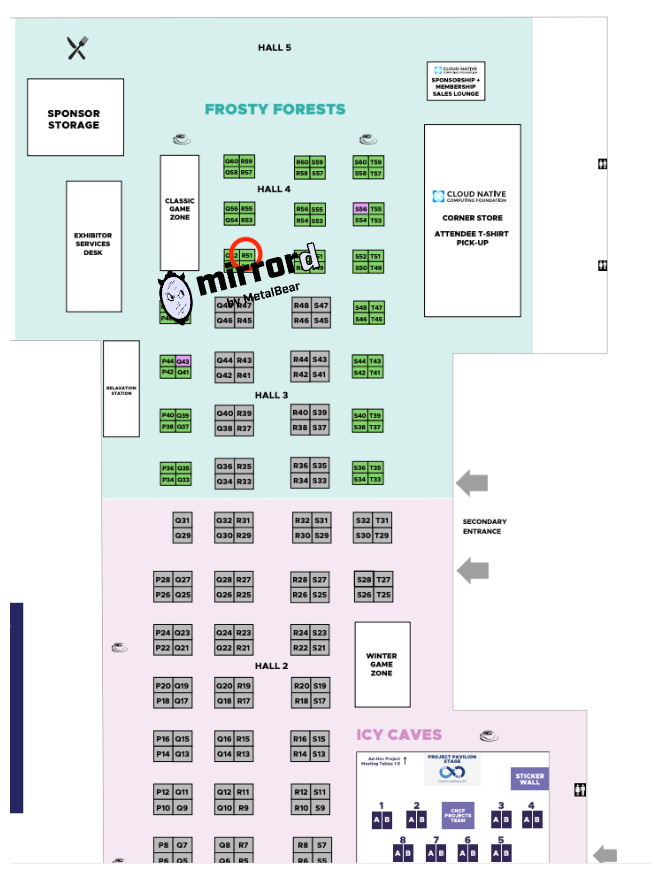 HALL 5
CLOUD NATIVE
COMPUTING FOUNDATION
SPONSORSHIP +
MEMBERSHIP
SALES LOUNGE
SPONSOR
STORAGE
FROSTY FORESTS
Q60 R59 R60 S59 S60 T59
Q58 R57 R58 S57 S58 T57
CLASSIC
GAME
ZONE
HALL 4
CLOUD NATIVE
COMPUTING FOUNDATION
CORNER STORE
ATTENDEE T-SHIRT
PICK-UP
EXHIBITOR
SERVICES
DESK
Q56 R55 R56 S55 S56 T55
Q54 R53 R54 S53 S54 T53
R51 S52 T51
S50 T49
mirrord
by MetalBear
R47 R48 S47 S48 T47
Q46 R45 R46 S45 S46 T45
RELAXATION
STATION
P44 Q43 Q44 R43 R44 S43 S44 T43
P42 Q41 Q42 R41 R42 S41 S42 T41
HALL 3
P40 Q39 Q40 R39 R40 S39 S40 T39
P38 Q37 Q38 R37 R38 S37 S38 T37
P36 Q35 Q36 R35 R36 S35 S36 T35
P34 Q33 Q34 R33 R34 S33 S34 T33
SECONDARY
ENTRANCE
Q31 Q32 R31 R32 S31 S32 T31
Q29 Q30 R29 R30 S29 S30 T29
P28 Q27 Q28 R27 R28 S27 S28 T27
P26 Q25 Q26 R25 R26 S25 S26 T25
P24 Q23 Q24 R23 R24 S23
P22 Q21 Q22 R21 R22 S21
WINTER
GAME
ZONE
HALL 2
P20 Q19 Q20 R19 R20 S19
P18 Q17 Q18 R17 R18 S17
ICY CAVES
P16 Q15 Q16 R15 R16 S15
P14 Q13 Q14 R13 R14 S13
Ad-Hoc Project
Meeting Tables 1-5
PROJECT PAVILION
STAGE
STICKER
WALL
P12 Q11 Q12 R11 R12 S11
P10 Q9 Q10 R9 R10 S9
1 2 3 4
A B A B A B A B
CNCF
PROJECTS
TEAM
8 7 6 5
A B A B A B A B
P8 Q7 Q8 R7 R8 S7
P6 Q5 Q6 R5 R6 S5